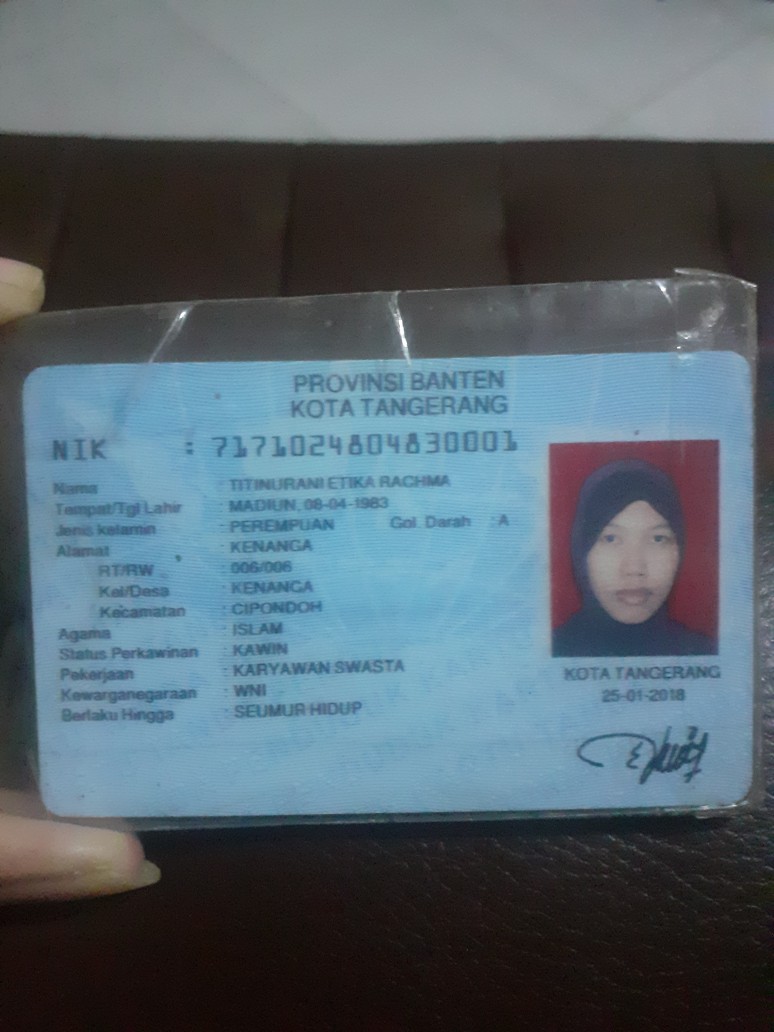 PROVINSI BANTEN
KOTA TANGERANG
NIK : 7171024804830001
Nama : TITINURANI ETIKA RACHMA
Tempat/Tgl Lahir : MADIUN, 08-04-1983
Jenis kelamin : PEREMPUAN Gol. Darah : A
Alamat : KENANGA
RT/RW : 006/006
Kel/Desa : KENANGA
Kecamatan : CIPONDOH
Agama : ISLAM
Status Perkawinan : KAWIN
Pekerjaan : KARYAWAN SWASTA
Kewarganegaraan : WNI
Berlaku Hingga : SEUMUR HIDUP
KOTA TANGERANG
25-01-2018